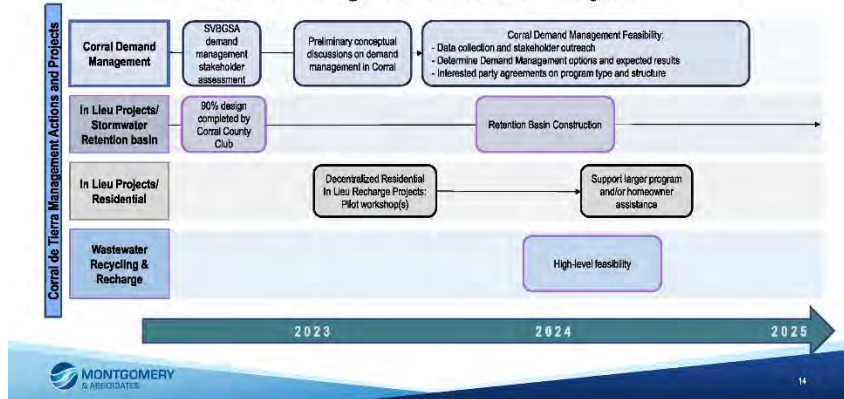 Corral de Tierra Management Actions and Projects
Corral Demand
Management
SVBGSA
demand
management
stakeholder
assessment
Preliminary conceptual
discussions on demand
management in Corral
Corral Demand Management Feasibility:
- Data collection and stakeholder outreach
- Determine Demand Management options and expected results
- Interested party agreements on program type and structure
In Lieu Projects/
Stormwater
Retention basin
90% design
completed by
Corral County
Club
Retention Basin Construction
In Lieu Projects/
Residential
Decentralized Residential
In Lieu Recharge Projects:
Pilot workshop(s)
Support larger program
and/or homeowner
assistance
Wastewater
Recycling &
Recharge
High-level feasibility
2023
2024
2025
MONTGOMERY
& ASSOCIATES
14